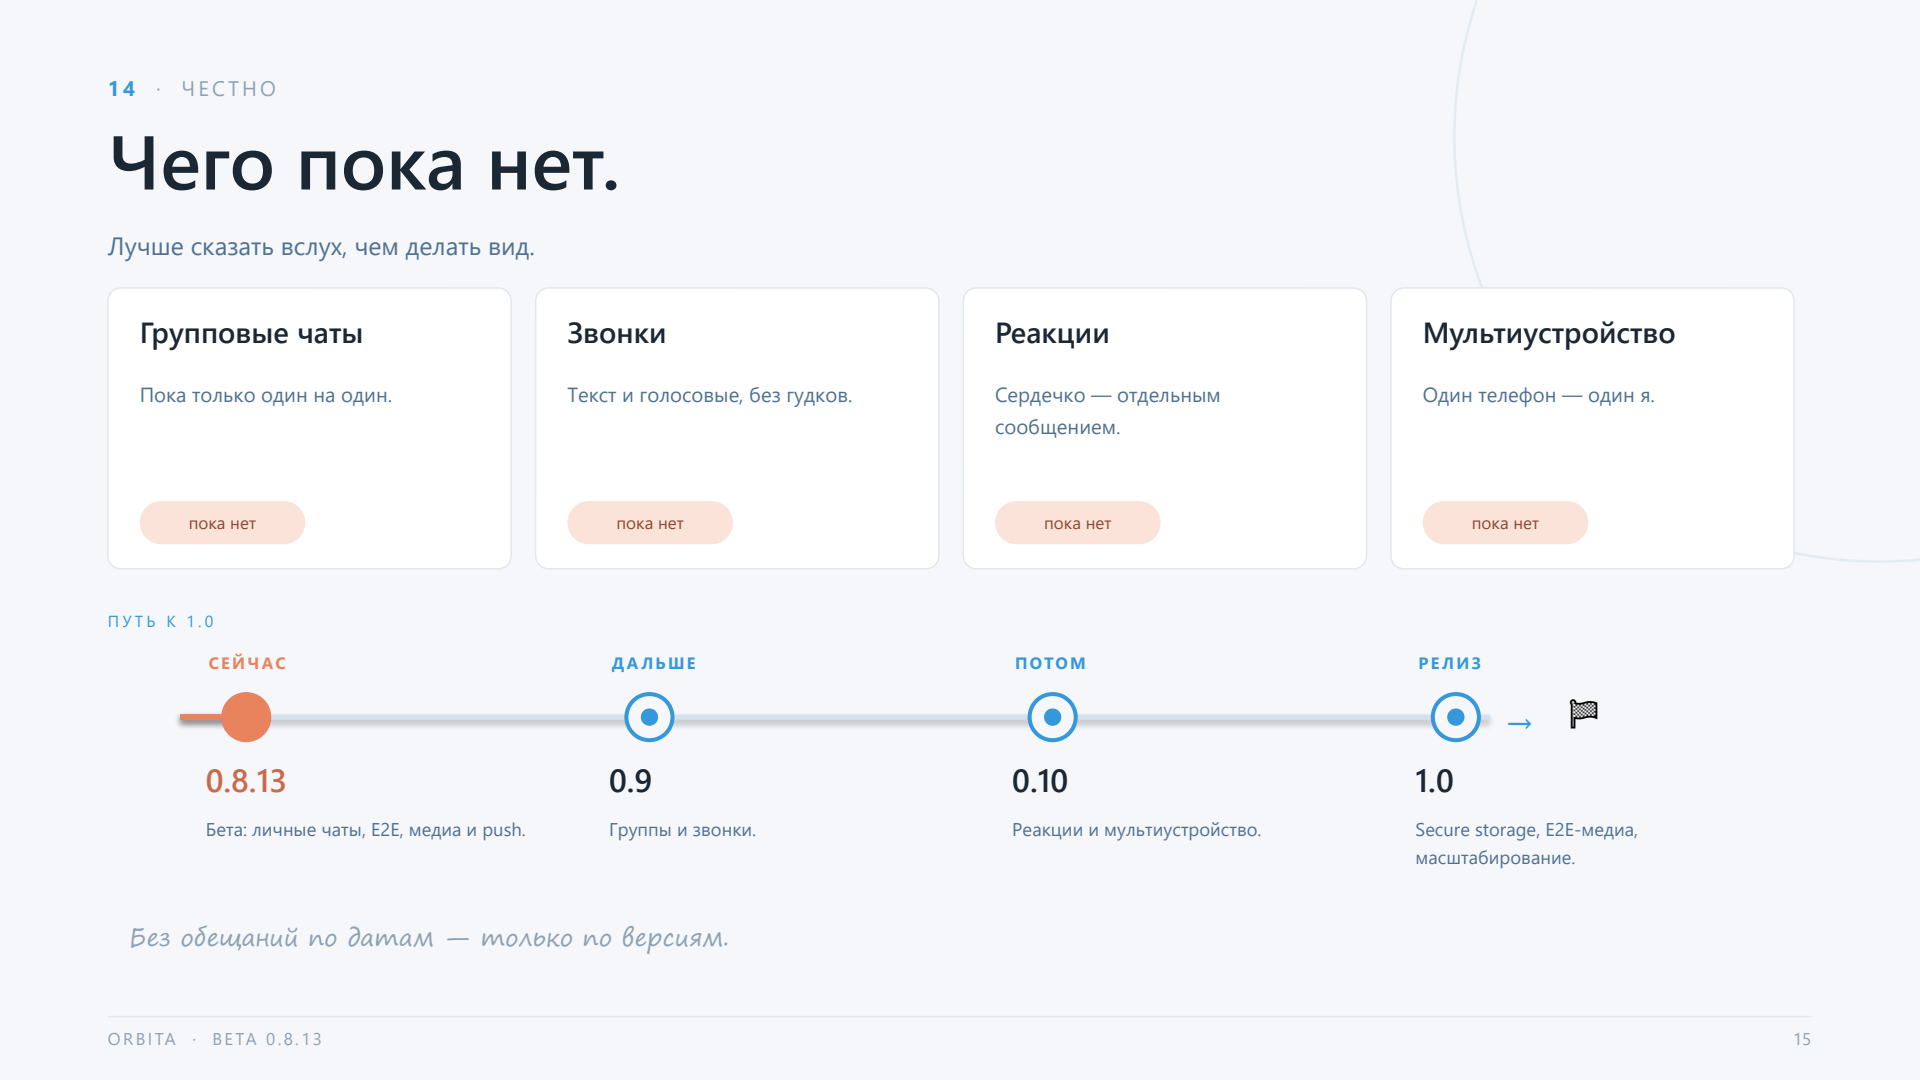 14 · ЧЕСТНО
Чего пока нет.
Лучше сказать вслух, чем делать вид.
Групповые чаты
Пока только один на один.
пока нет
Звонки
Текст и голосовые, без гудков.
пока нет
Реакции
Сердечко — отдельным
сообщением.
пока нет
Мультиустройство
Один телефон — один я.
пока нет
ПУТЬ К 1.0
СЕЙЧАС
0.8.13
Бета: личные чаты, E2E, медиа и push.
ДАЛЬШЕ
0.9
Группы и звонки.
ПОТОМ
0.10
Реакции и мультиустройство.
РЕЛИЗ
→
1.0
Secure storage, E2E-медиа,
масштабирование.
Без обещаний по датам — только по версиям.
ORBITA · BETA 0.8.13
15